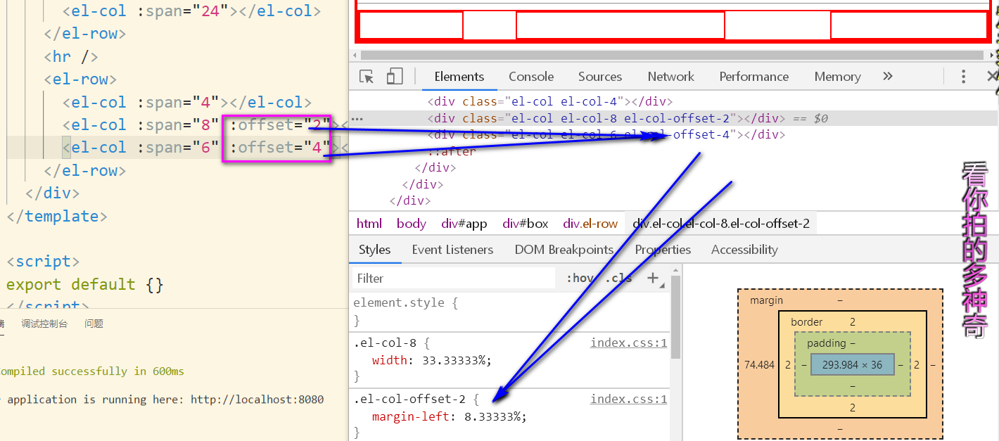 <el-col :span="24"></el-col>
</el-row>
<hr />
<el-row>
<el-col :span="4"></el-col>
<el-col :span="8" :offset="2"><
<el-col :span="6" :offset="4"><
</el-row>
</div>
</template>
<script>
export default {}
</script>
调试控制台 问题
compiled successfully in 600ms
application is running here: http://localhost:8080
Elements Console Sources Network Performance Memory »
<div class="el-col el-col-4"></div>
<div class="el-col el-col-8 el-col-offset-2"></div> == $0
<div class="el-col el-col-6 el-col-offset-4"></div>
::after
</div>
</div>
</div>
html body div#app div#box div.el-row div.el-col.el-col-8.el-col-offset-2
Styles Event Listeners DOM Breakpoints Properties Accessibility
Filter :hov .cls +
element.style {
}
.el-col-8 { index.css:1
width: 33.33333%;
}
.el-col-offset-2 { index.css:1
margin-left: 8.33333%;
}
margin –
border 2
padding –
74.484 2 – 293.984 × 36 – 2 –
–
2
–
看你拍的多神奇